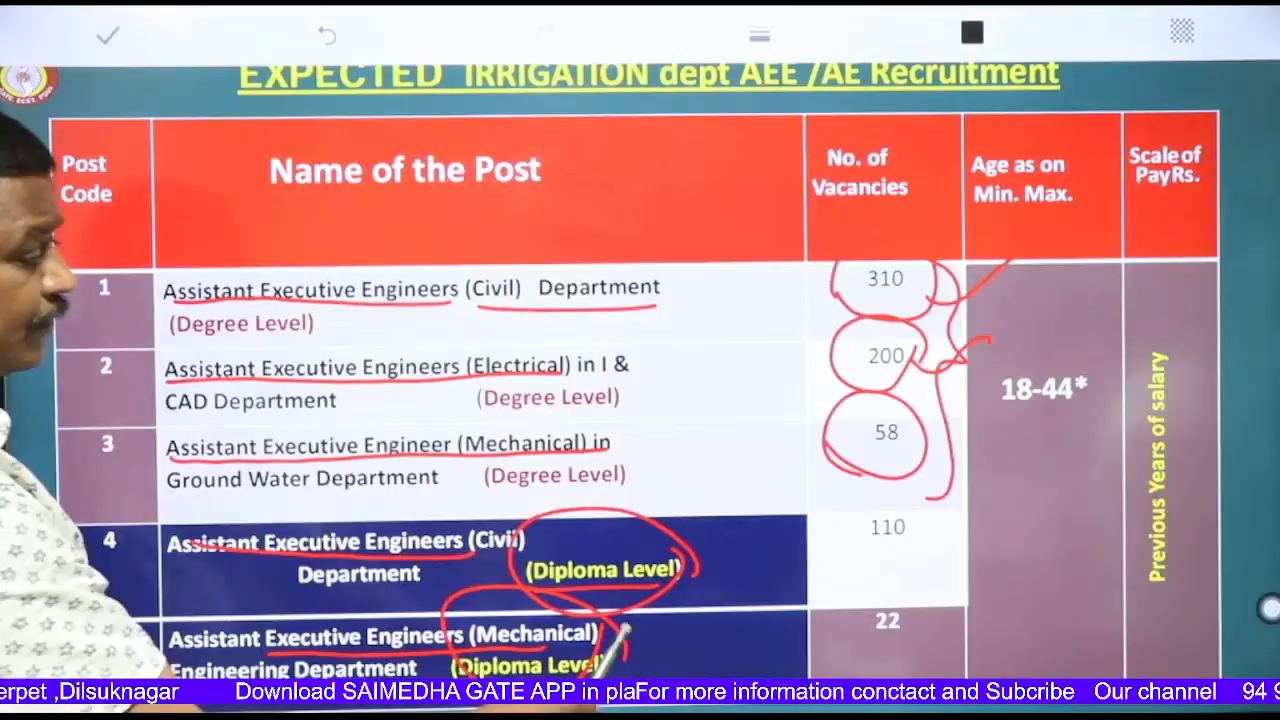 EXPECTED IRRIGATION dept AEE /AE Recruitment
Post Code
Name of the Post
No. of Vacancies
Age as on Min. Max.
Scale of PayRs.
1
Assistant Executive Engineers (Civil) Department
(Degree Level)
310
2
Assistant Executive Engineers (Electrical) in I &
CAD Department (Degree Level)
200
3
Assistant Executive Engineer (Mechanical) in
Ground Water Department (Degree Level)
58
18-44*
Previous Years of salary
4
Assistant Executive Engineers (Civil)
Department (Diploma Level)
110
Assistant Executive Engineers (Mechanical)
Engineering Department (Diploma Level)
22
erpet ,Dilsuknagar Download SAIMEDHA GATE APP in plaFor more information conctact and Subcribe Our channel 94 9